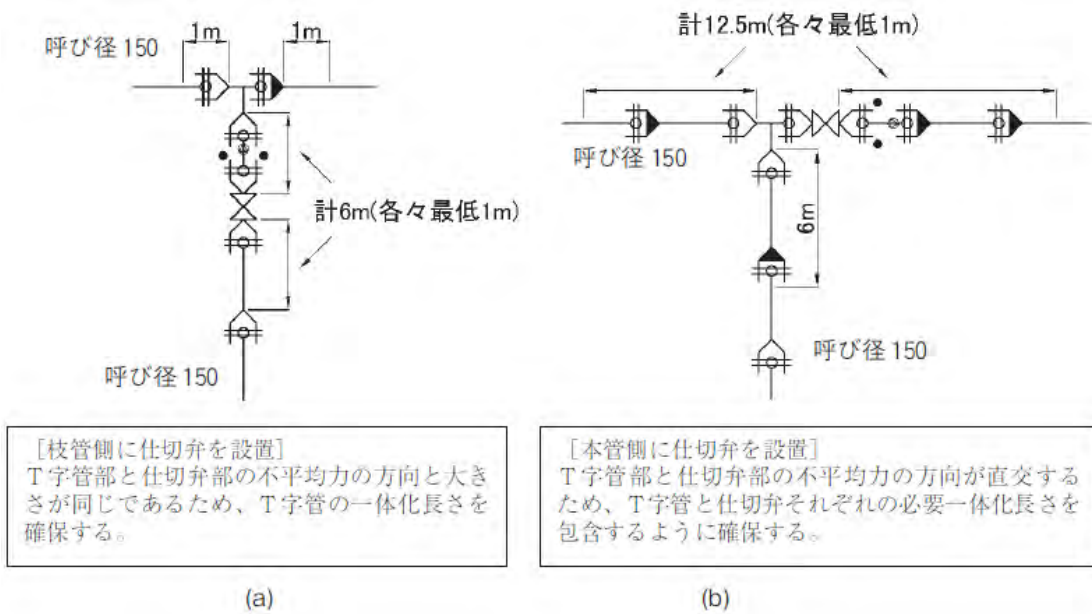 呼び径 150
1m
1m
計6m(各々最低1m)
呼び径 150
[枝管側に仕切弁を設置]
T字管部と仕切弁部の不平均力の方向と大き
さが同じであるため、T字管の一体化長さを
確保する。
(a)
計12.5m(各々最低1m)
呼び径 150
6m
呼び径 150
[本管側に仕切弁を設置]
T字管部と仕切弁部の不平均力の方向が直交する
ため、T字管と仕切弁それぞれの必要一体化長さを
包含するように確保する。
(b)